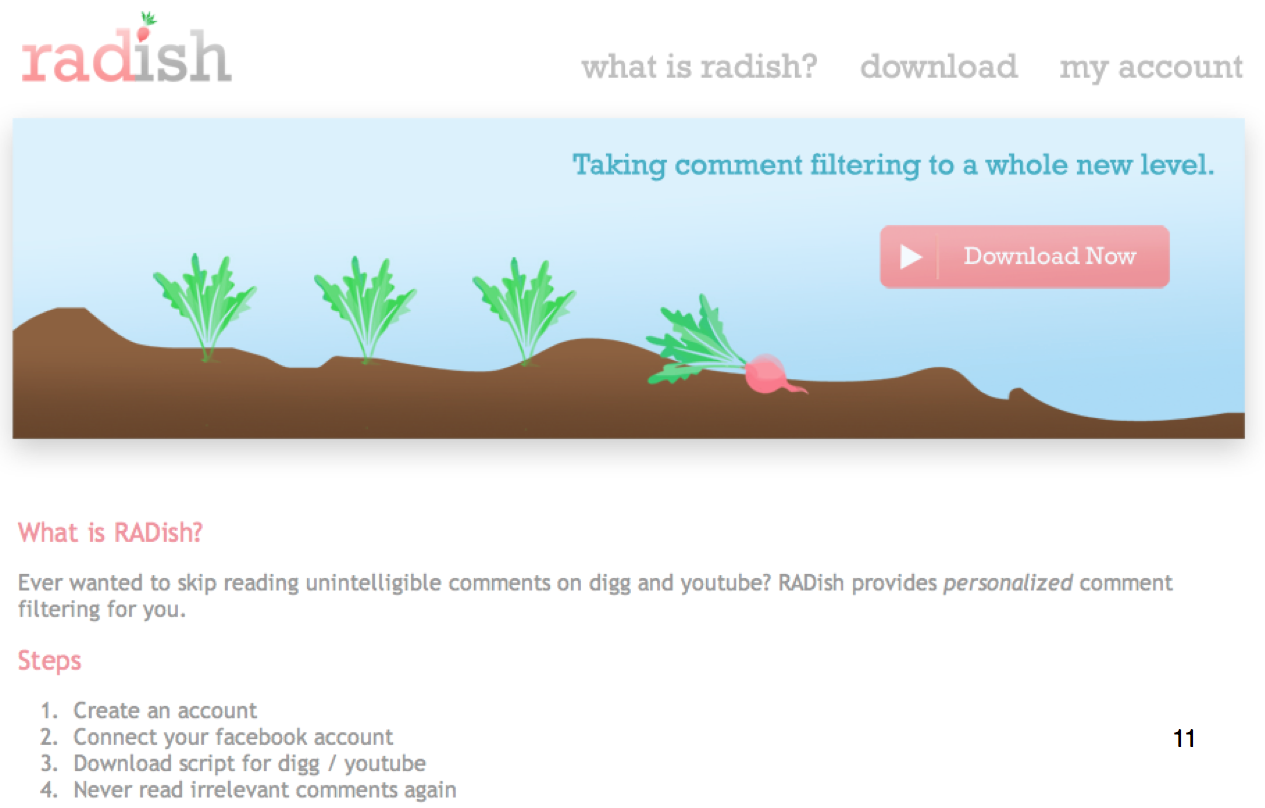 radish
what is radish? download my account
Taking comment filtering to a whole new level.
Download Now
What is RADish?
Ever wanted to skip reading unintelligible comments on digg and youtube? RADish provides personalized comment
filtering for you.
Steps
1. Create an account
2. Connect your facebook account
3. Download script for digg / youtube
4. Never read irrelevant comments again
11